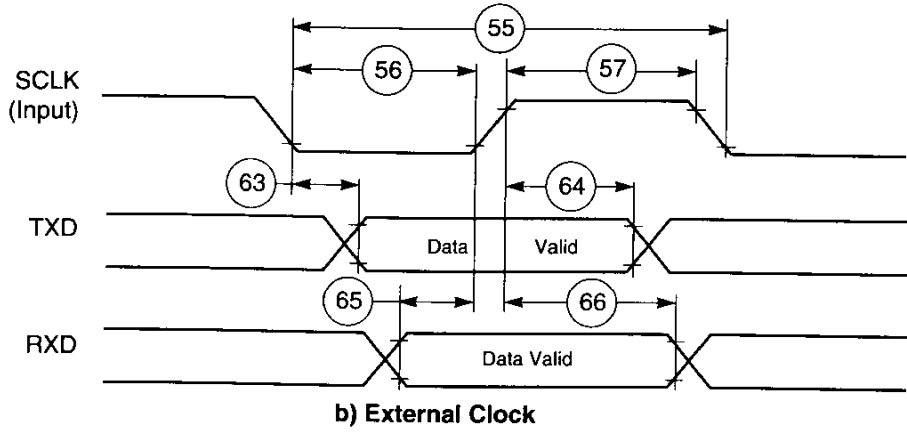 55
56
57
SCLK
(Input)
63
64
TXD
Data Valid
65
66
RXD
Data Valid
b) External Clock